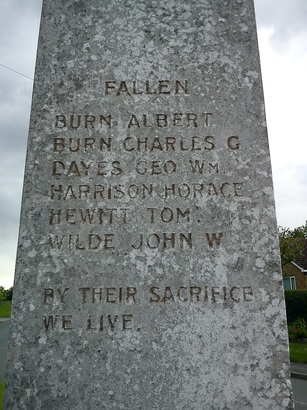 FALLEN
BURN ALBERT
BURN CHARLES G
DAYES GEO WM.
HARRISON HORACE
HEWITT TOM.
WILDE JOHN W
BY THEIR SACRIFICE
WE LIVE.